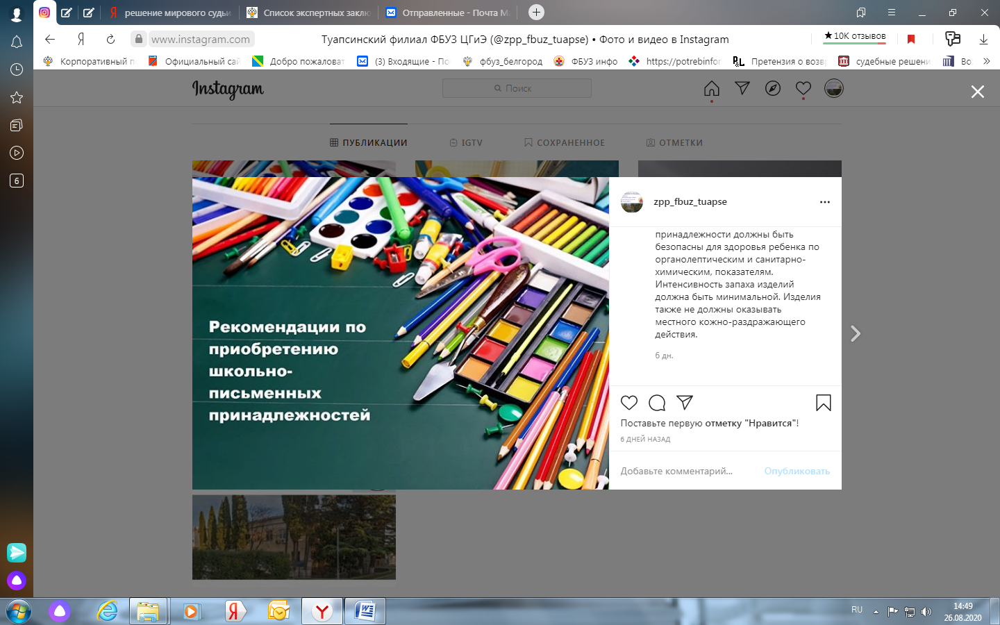 решение мирового судьи
Список экспертных заклю
Отправленные - Почта M
www.instagram.com
Туапсинский филиал ФБУЗ ЦГиЭ (@zpp_fbuz_tuapse) • Фото и видео в Instagram
★10K отзывов
Корпоративный п
Официальный сай
Добро пожаловат
(3) Входящие - По
фбуз_белгород
ФБУЗ инфо
https://potrebinfor
Претензия о возвр
судебные решени
Во
»
Instagram
Поиск
ПУБЛИКАЦИИ
IGTV
СОХРАНЕННОЕ
ОТМЕТКИ
6
Рекомендации по
приобретению
школьно-
письменных
принадлежностей
zpp_fbuz_tuapse
принадлежности должны быть
безопасны для здоровья ребенка по
органолептическим и санитарно-
химическим, показателям.
Интенсивность запаха изделий
должна быть минимальной. Изделия
также не должны оказывать
местного кожно-раздражающего
действия.
6 дн.
Поставьте первую отметку "Нравится"!
6 ДНЕЙ НАЗАД
Добавьте комментарий...
Опубликовать
RU
14:49
26.08.2020